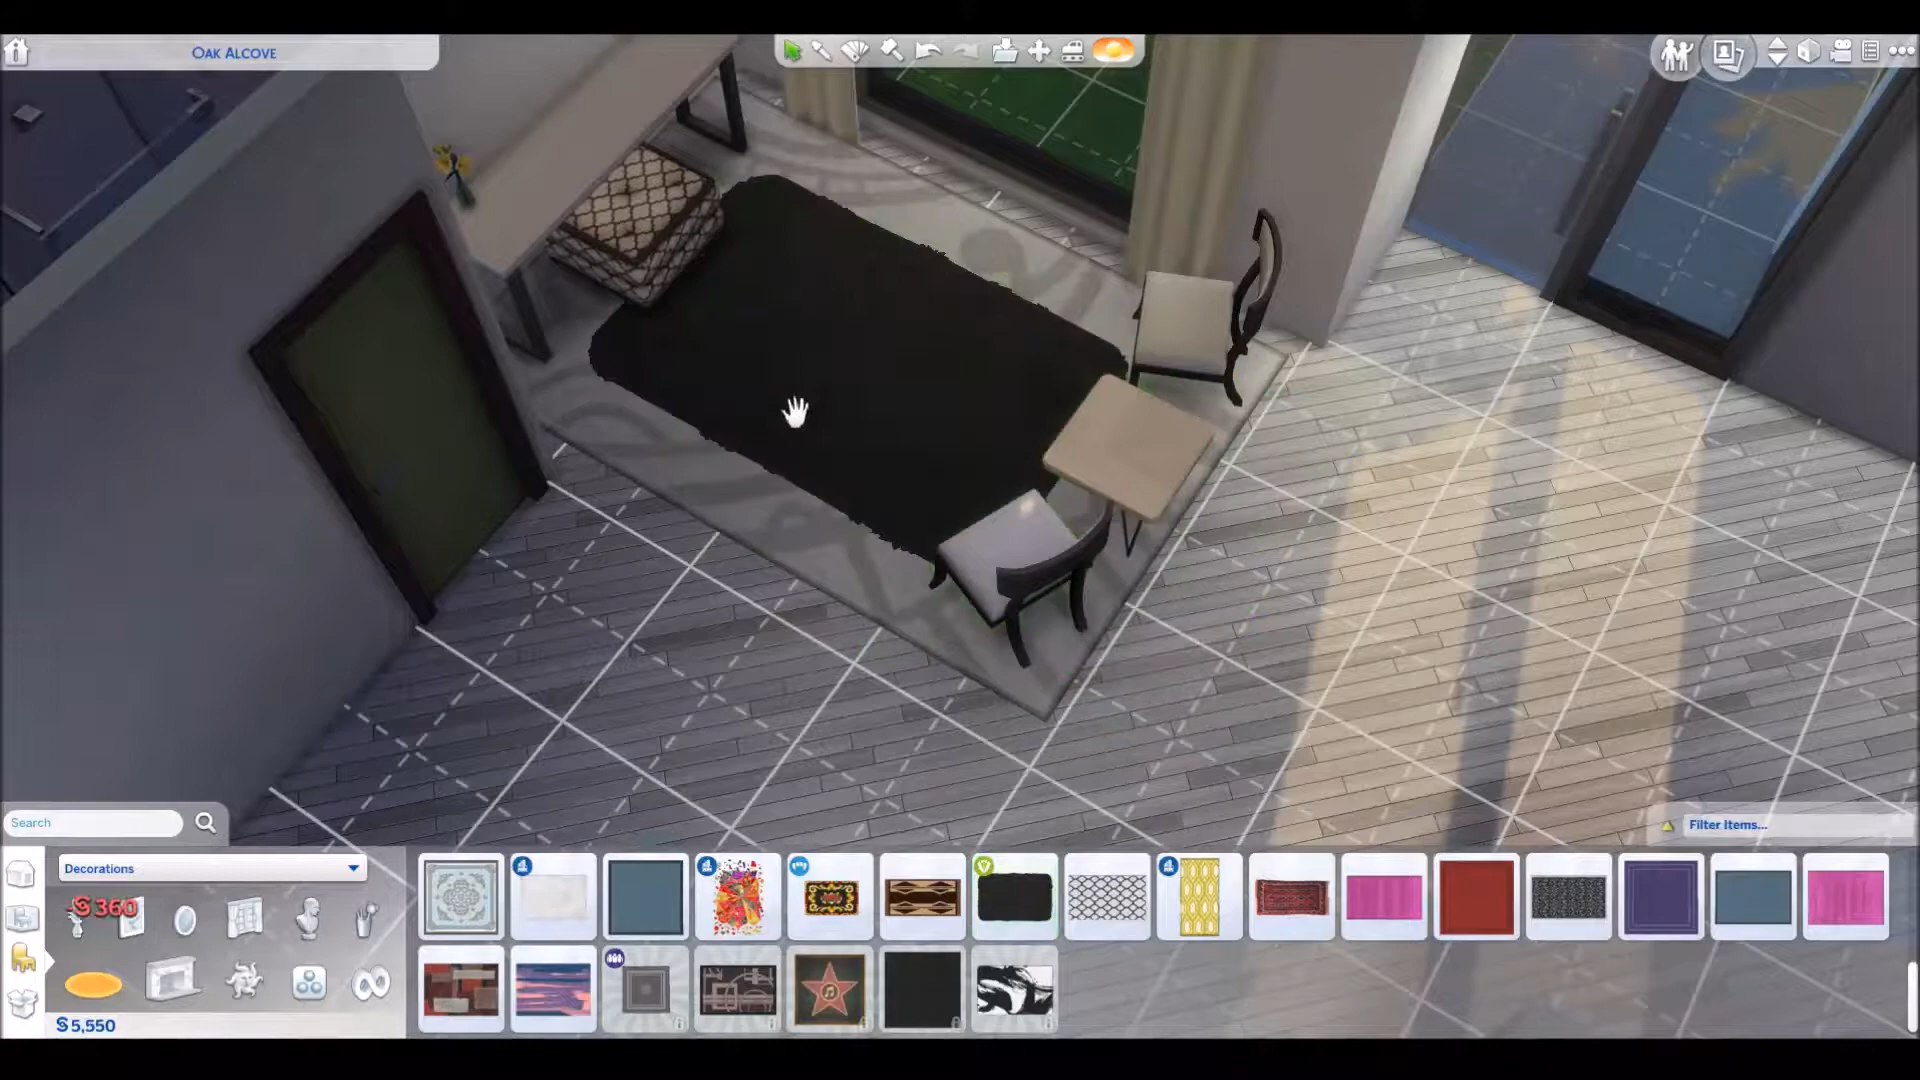 OAK ALCOVE
Search
Filter Items...
Decorations
§360
§5,550